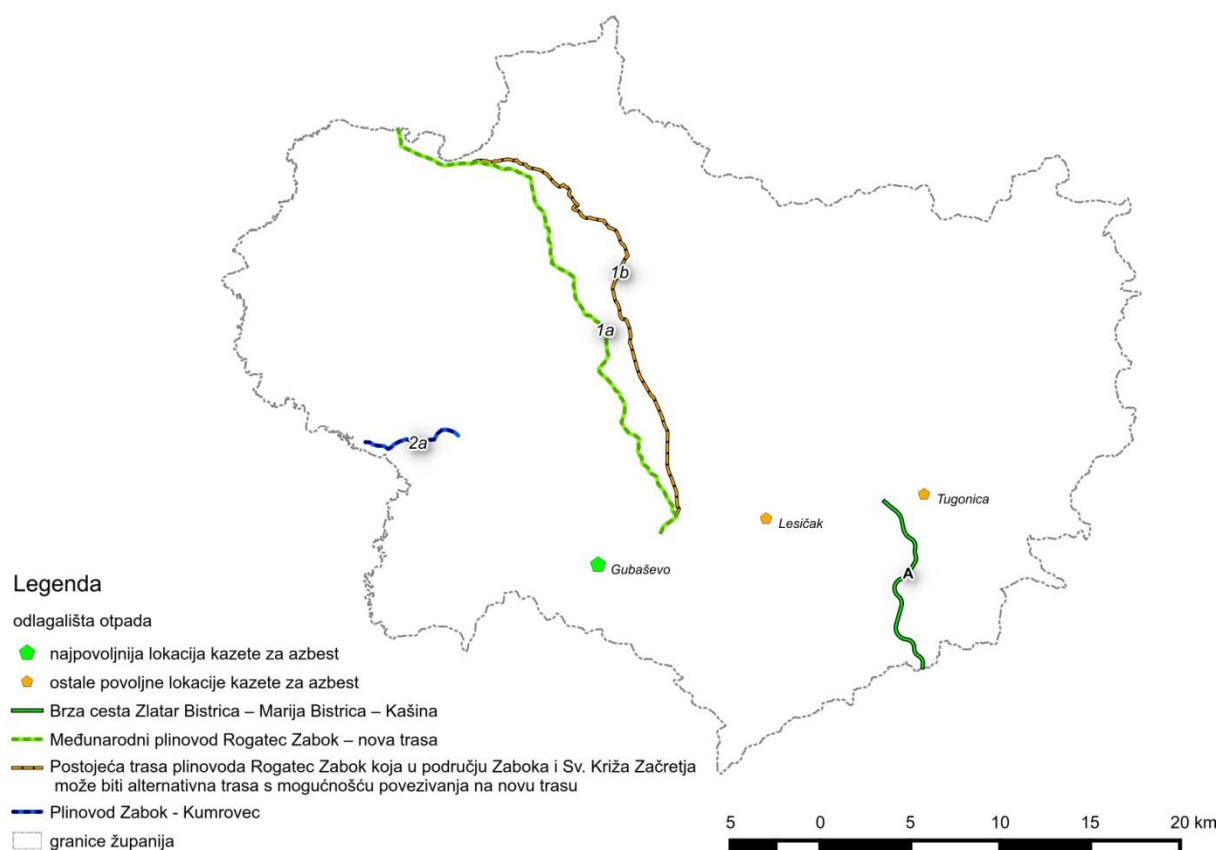 1b
1a
2a
Tugonica
Lesičak
Gubaševo
A
Legenda
odlagališta otpada
najpovoljnija lokacija kazete za azbest
ostale povoljne lokacije kazete za azbest
Brza cesta Zlatar Bistrica – Marija Bistrica – Kašina
Međunarodni plinovod Rogatec Zabok – nova trasa
Postojeća trasa plinovoda Rogatec Zabok koja u području Zaboka i Sv. Križa Začretja
može biti alternativna trasa s mogućnošću povezivanja na novu trasu
Plinovod Zabok - Kumrovec
granice županija
5 0 5 10 15 20 km